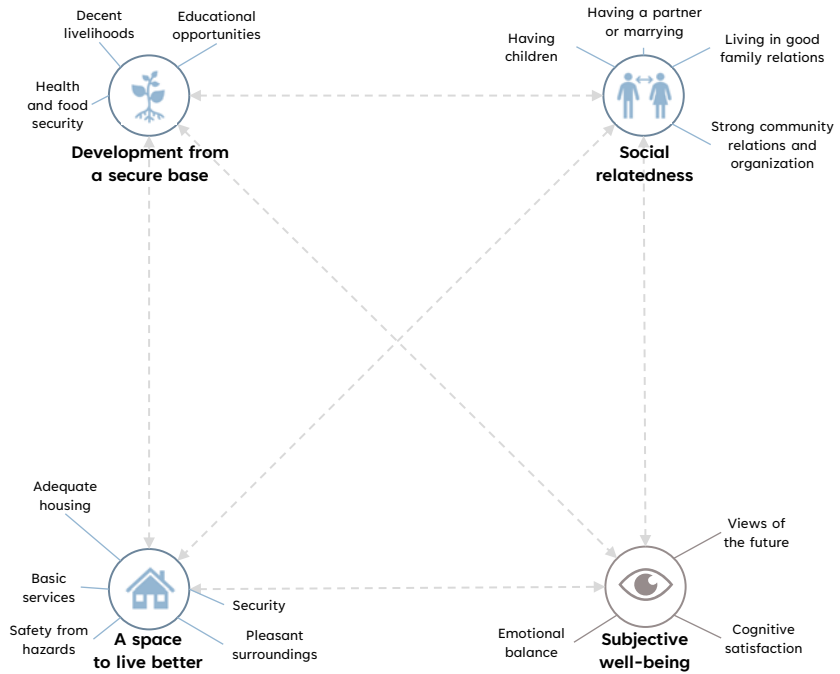 Decent
livelihoods
Educational
opportunities
Health
and food
security
Development from
a secure base
Having
children
Having a partner
or marrying
Living in good
family relations
Strong community
relations and
organization
Social
relatedness
Adequate
housing
Basic
services
Safety from
hazards
Security
Pleasant
surroundings
A space
to live better
Views of
the future
Emotional
balance
Cognitive
satisfaction
Subjective
well-being